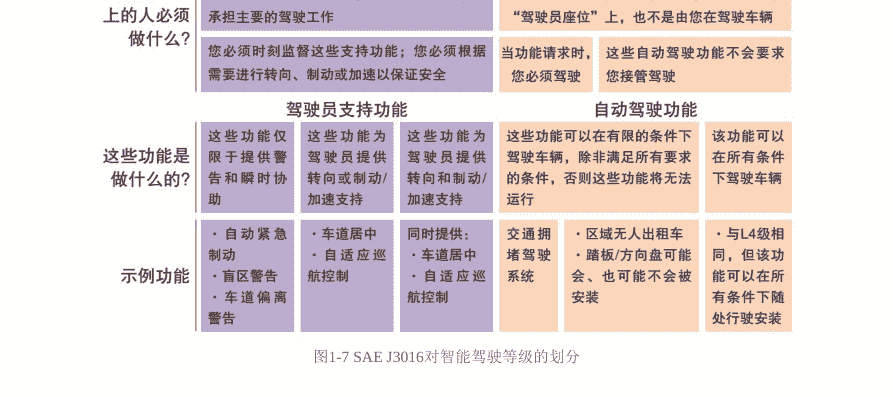 上的人必须
做什么?
承担主要的驾驶工作
“驾驶员座位”上，也不是由您在驾驶车辆
您必须时刻监督这些支持功能；您必须根据
需要进行转向、制动或加速以保证安全
当功能请求时，
您必须驾驶
这些自动驾驶功能不会要求
您接管驾驶
驾驶员支持功能
自动驾驶功能
这些功能是
做什么的?
这些功能仅
限于提供警
告和瞬时协
助
这些功能为
驾驶员提供
转向或制动/
加速支持
这些功能为
驾驶员提供
转向和制动/
加速支持
这些功能可以在有限的条件下
驾驶车辆，除非满足所有要求
的条件，否则这些功能将无法
运行
该功能可以
在所有条件
下驾驶车辆
示例功能
·自动紧急
制动
·盲区警告
·车道偏离
警告
·车道居中
·自适应巡
航控制
同时提供：
·车道居中
·自适应巡
航控制
交通拥
堵驾驶
系统
·区域无人出租车
·踏板/方向盘可能
会、也可能不会被
安装
·与L4级相
同，但该功
能可以在所
有条件下随
处行驶安装
图1-7 SAE J3016对智能驾驶等级的划分